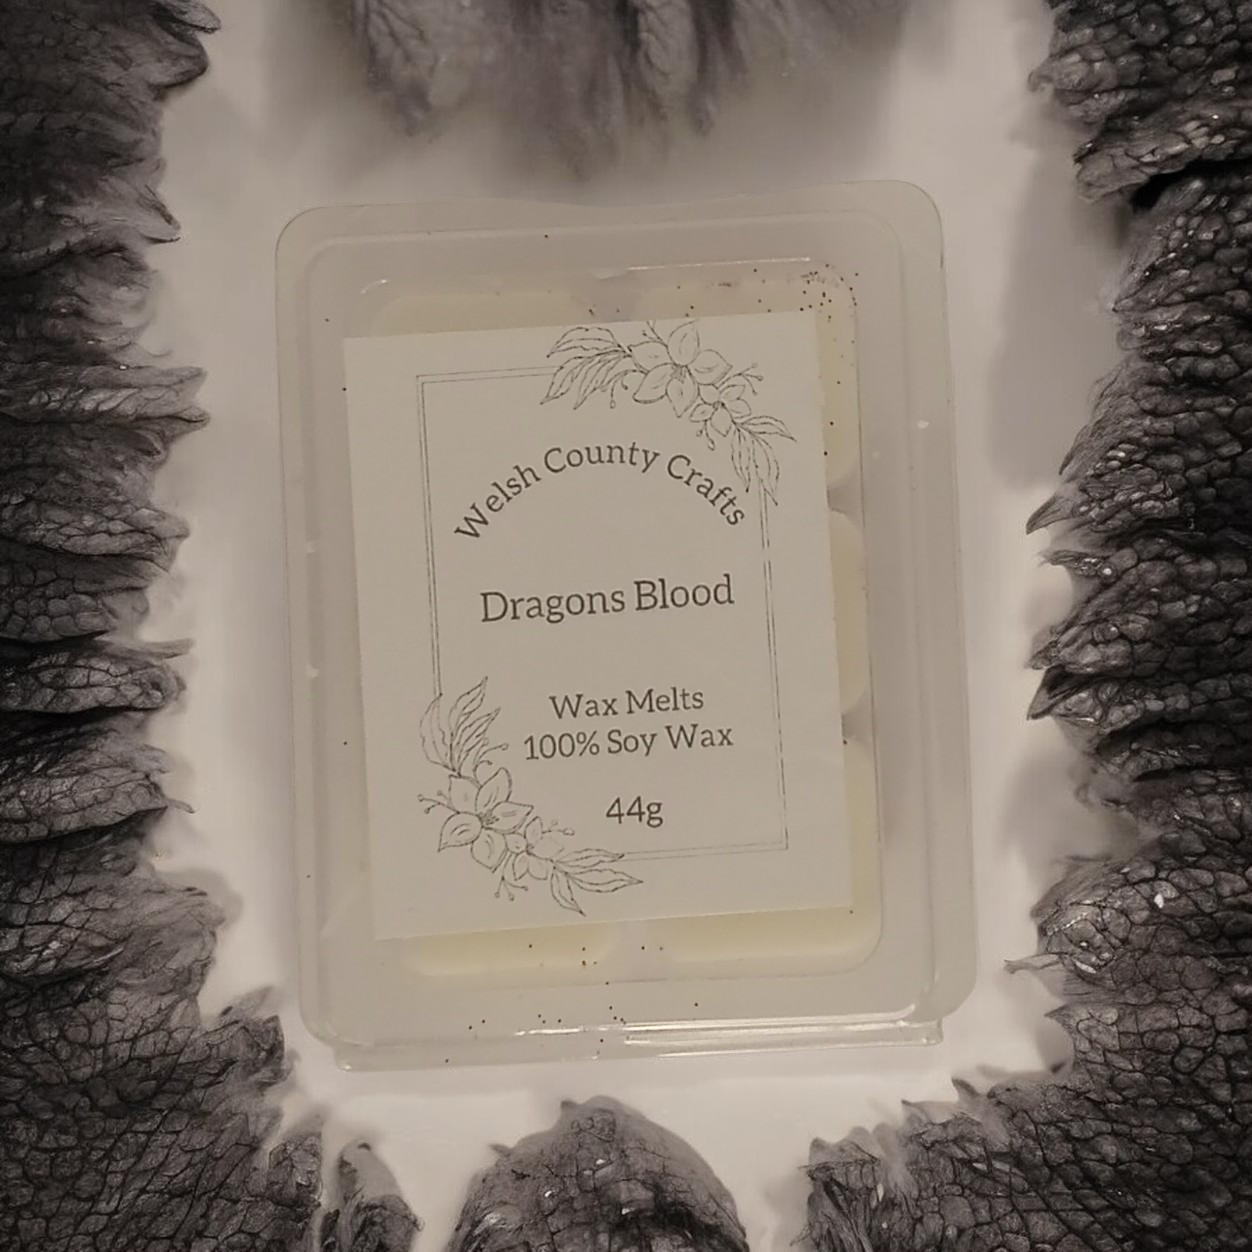 Welsh County Crafts
Dragons Blood
Wax Melts
100% Soy Wax
44g